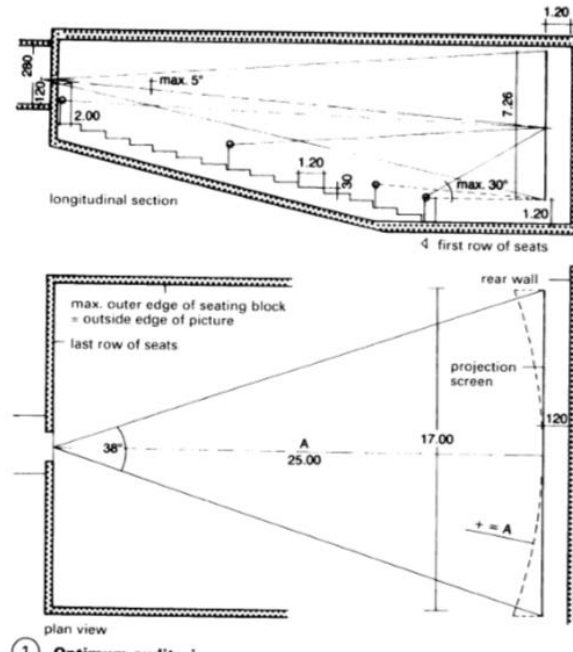 1.20
280
120
max. 5°
2.00
7.26
1.20
30
max. 30°
1.20
longitudinal section
first row of seats
rear wall
max. outer edge of seating block
= outside edge of picture
last row of seats
projection
screen
120
38°
A
25.00
17.00
+ = A
plan view
1